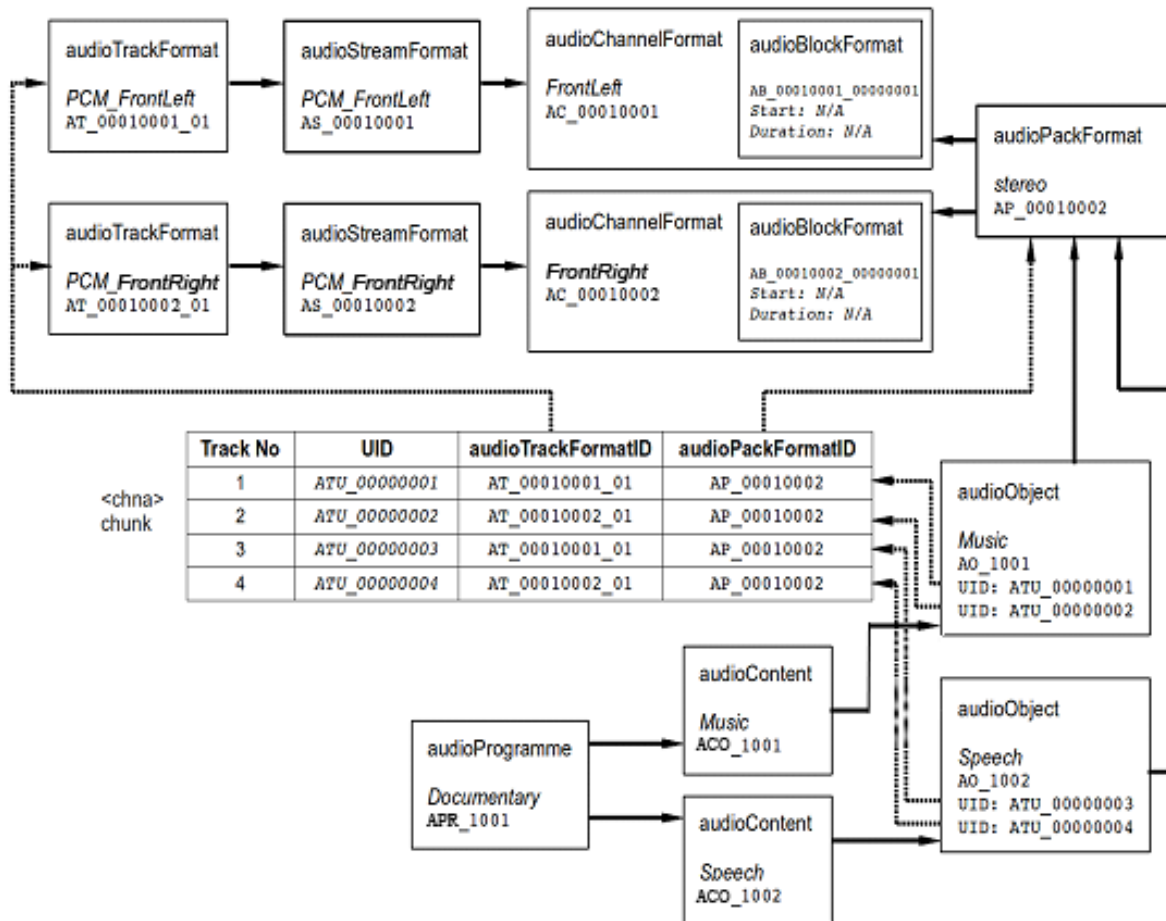 audioTrackFormat
PCM_FrontLeft
AT_00010001_01
audioStreamFormat
PCM_FrontLeft
AS_00010001
audioChannelFormat
FrontLeft
AC_00010001
audioBlockFormat
AB_00010001_00000001
Start: N/A
Duration: N/A
audioPackFormat
stereo
AP_00010002
audioTrackFormat
PCM_FrontRight
AT_00010002_01
audioStreamFormat
PCM_FrontRight
AS_00010002
audioChannelFormat
FrontRight
AC_00010002
audioBlockFormat
AB_00010002_00000001
Start: N/A
Duration: N/A
<chna>
chunk
Track No UID audioTrackFormatID audioPackFormatID
1 ATU_00000001 AT_00010001_01 AP_00010002
2 ATU_00000002 AT_00010002_01 AP_00010002
3 ATU_00000003 AT_00010001_01 AP_00010002
4 ATU_00000004 AT_00010002_01 AP_00010002
audioObject
Music
AO_1001
UID: ATU_00000001
UID: ATU_00000002
audioProgramme
Documentary
APR_1001
audioContent
Music
ACO_1001
audioContent
Speech
ACO_1002
audioObject
Speech
AO_1002
UID: ATU_00000003
UID: ATU_00000004